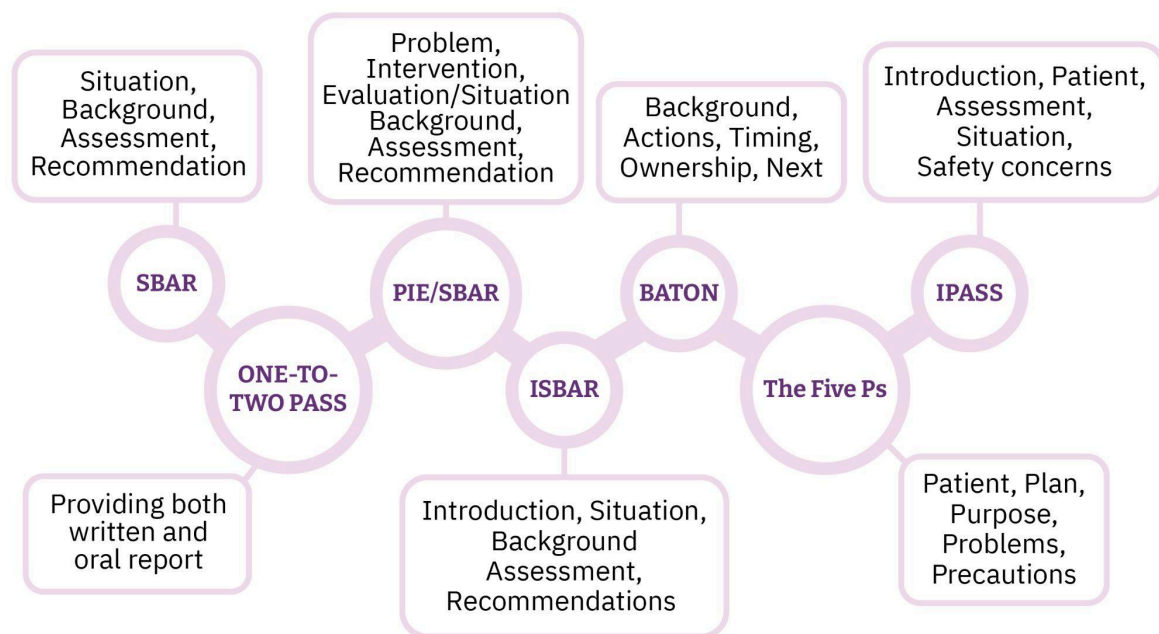 Situation,
Background,
Assessment,
Recommendation
SBAR
Providing both
written and
oral report
ONE-TO-
TWO PASS
Problem,
Intervention,
Evaluation/Situation
Background,
Assessment,
Recommendation
PIE/SBAR
Introduction, Situation,
Background
Assessment,
Recommendations
ISBAR
Background,
Actions, Timing,
Ownership, Next
BATON
Patient, Plan,
Purpose,
Problems,
Precautions
The Five Ps
Introduction, Patient,
Assessment,
Situation,
Safety concerns
IPASS